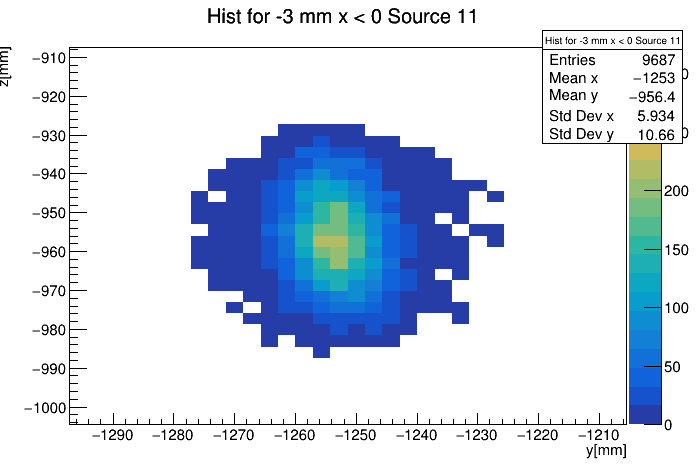 Hist for -3 mm x < 0 Source 11
z[mm]
Hist for -3 mm x < 0 Source 11
Entries 9687
Mean x −1253
Mean y −956.4
Std Dev x 5.934
Std Dev y 10.66
−910
−920
−930
−940
−950
−960
−970
−980
−990
−1000
−1290 −1280 −1270 −1260 −1250 −1240 −1230 −1220 −1210
y[mm]
200
150
100
50
0